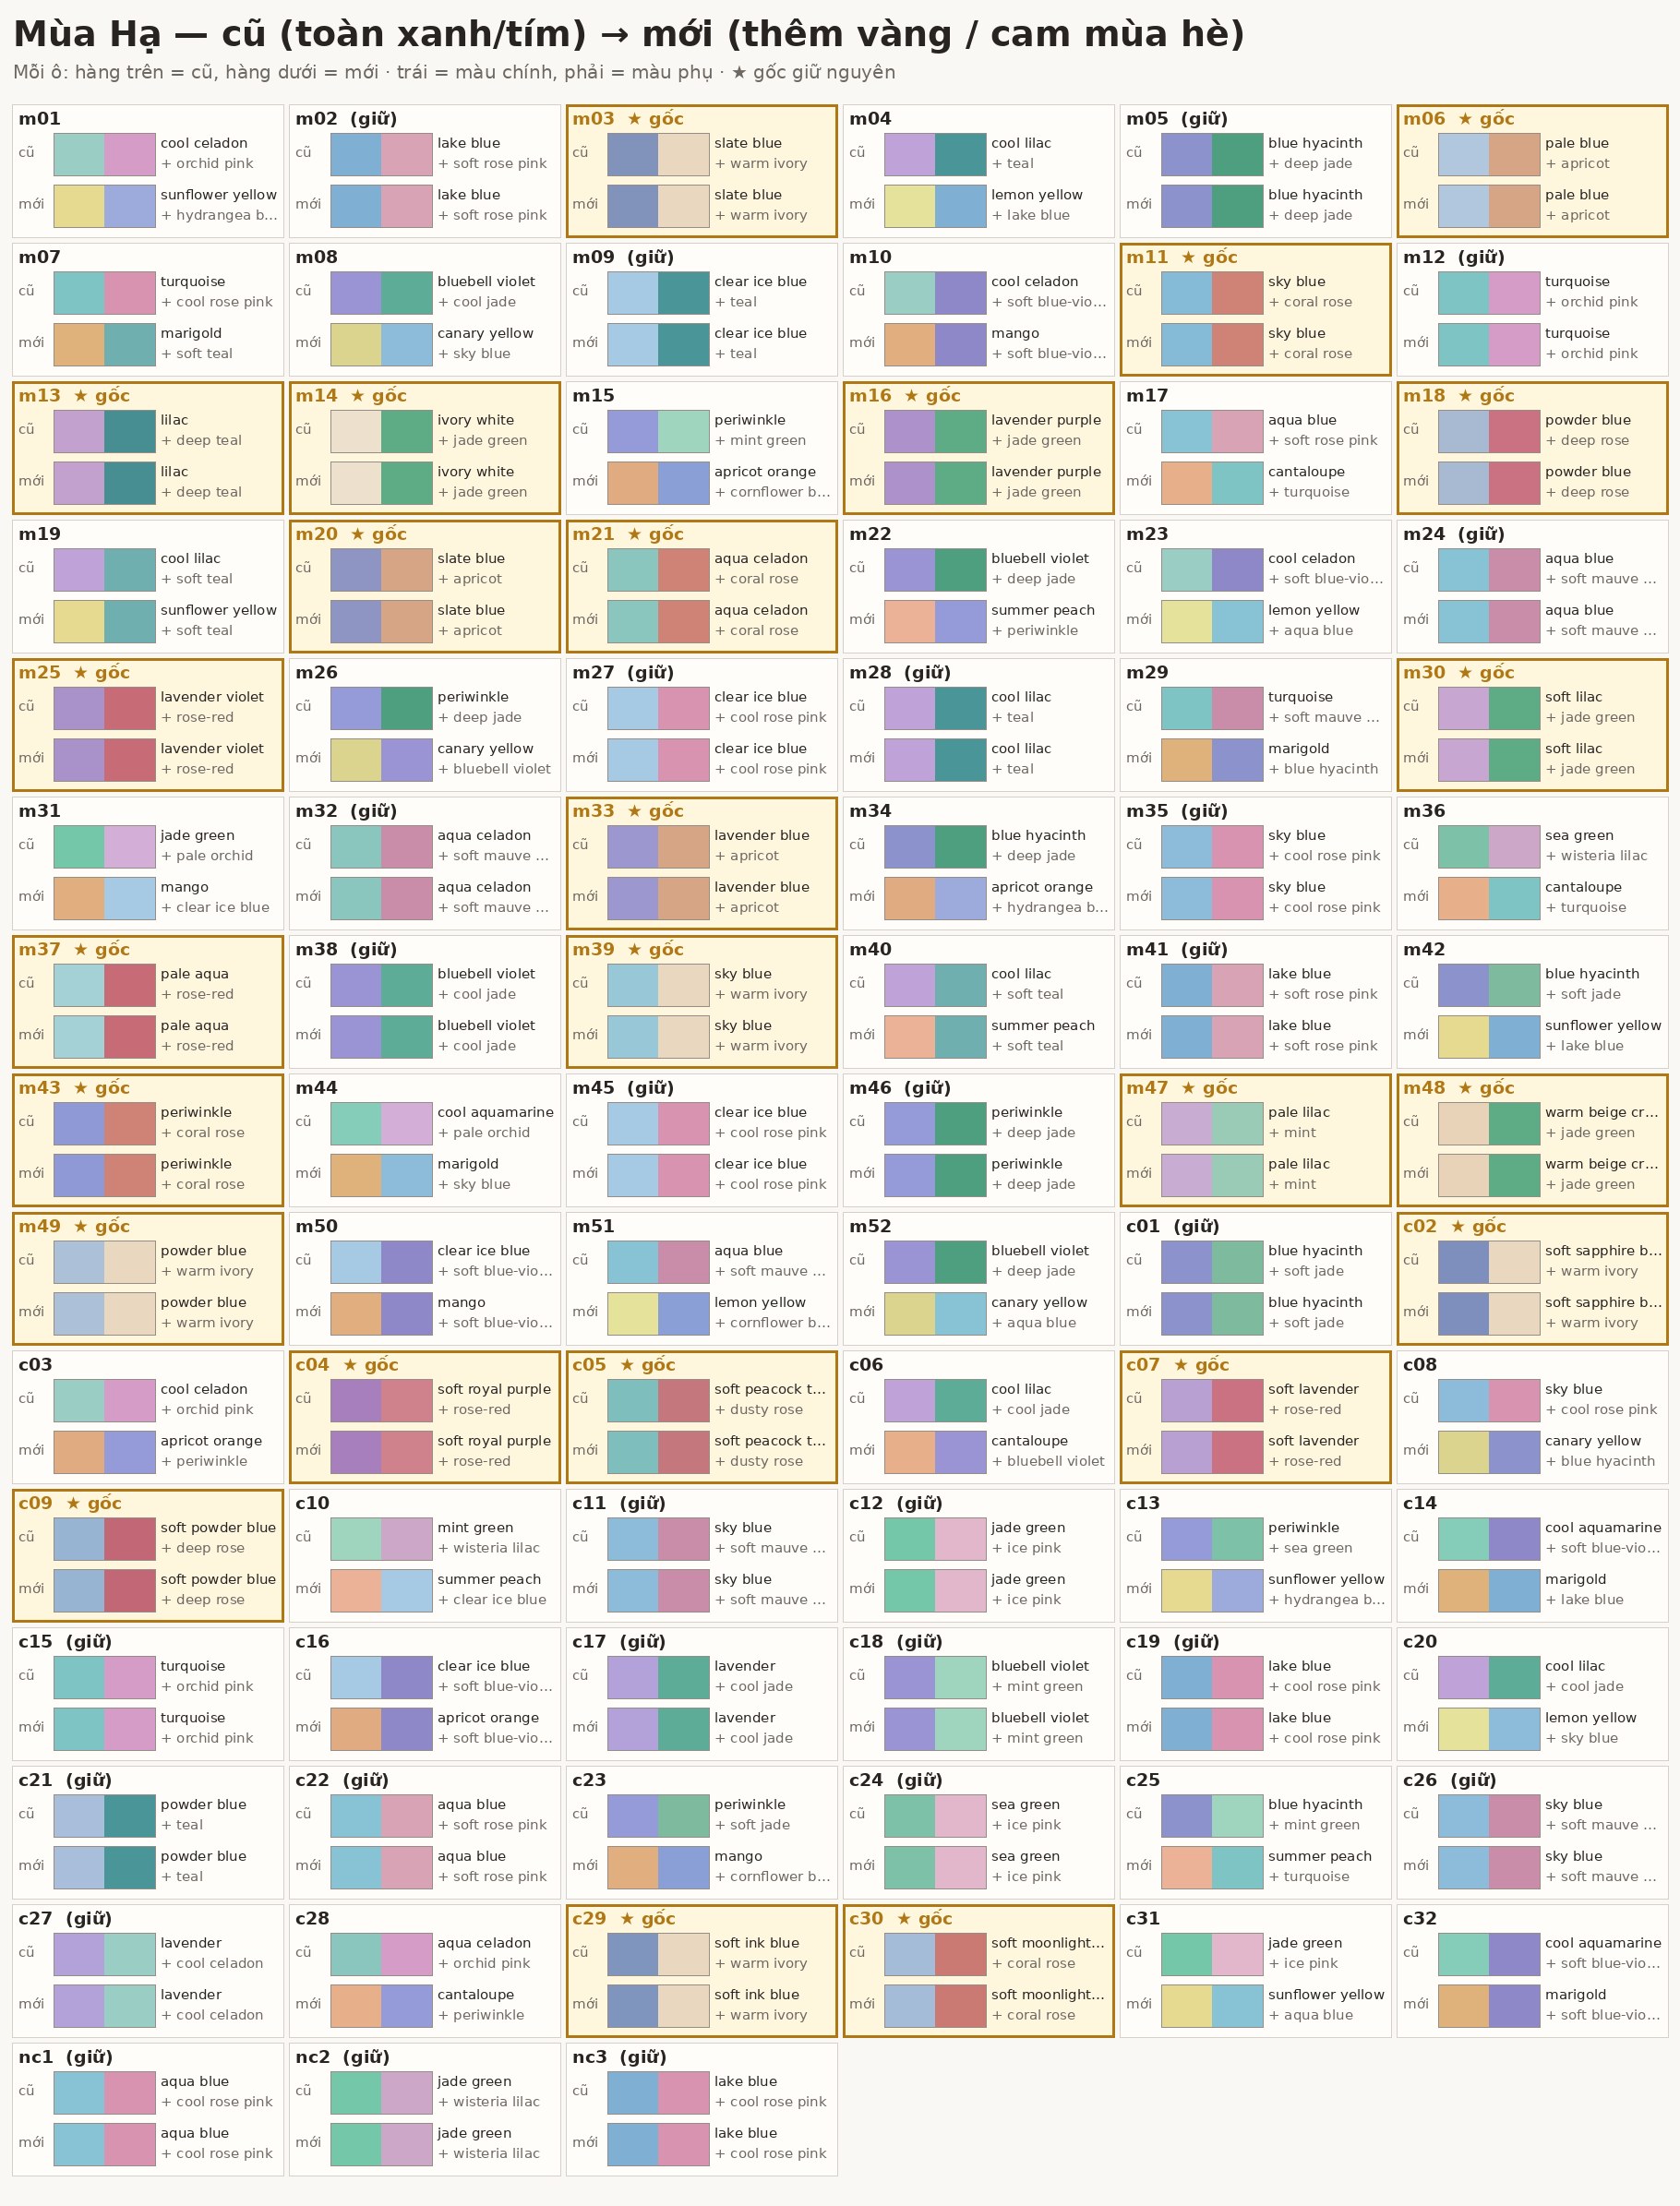 Mùa Hạ — cũ (toàn xanh/tím) → mới (thêm vàng / cam mùa hè)
Mỗi ô: hàng trên = cũ, hàng dưới = mới · trái = màu chính, phải = màu phụ · ★ gốc giữ nguyên
m01
cũ
cool celadon
+ orchid pink
mới
sunflower yellow
+ hydrangea b…
m02 (giữ)
cũ
lake blue
+ soft rose pink
mới
lake blue
+ soft rose pink
m03 ★ gốc
cũ
slate blue
+ warm ivory
mới
slate blue
+ warm ivory
m04
cũ
cool lilac
+ teal
mới
lemon yellow
+ lake blue
m05 (giữ)
cũ
blue hyacinth
+ deep jade
mới
blue hyacinth
+ deep jade
m06 ★ gốc
cũ
pale blue
+ apricot
mới
pale blue
+ apricot
m07
cũ
turquoise
+ cool rose pink
mới
marigold
+ soft teal
m08
cũ
bluebell violet
+ cool jade
mới
canary yellow
+ sky blue
m09 (giữ)
cũ
clear ice blue
+ teal
mới
clear ice blue
+ teal
m10
cũ
cool celadon
+ soft blue-vio…
mới
mango
+ soft blue-vio…
m11 ★ gốc
cũ
sky blue
+ coral rose
mới
sky blue
+ coral rose
m12 (giữ)
cũ
turquoise
+ orchid pink
mới
turquoise
+ orchid pink
m13 ★ gốc
cũ
lilac
+ deep teal
mới
lilac
+ deep teal
m14 ★ gốc
cũ
ivory white
+ jade green
mới
ivory white
+ jade green
m15
cũ
periwinkle
+ mint green
mới
apricot orange
+ cornflower b…
m16 ★ gốc
cũ
lavender purple
+ jade green
mới
lavender purple
+ jade green
m17
cũ
aqua blue
+ soft rose pink
mới
cantaloupe
+ turquoise
m18 ★ gốc
cũ
powder blue
+ deep rose
mới
powder blue
+ deep rose
m19
cũ
cool lilac
+ soft teal
mới
sunflower yellow
+ soft teal
m20 ★ gốc
cũ
slate blue
+ apricot
mới
slate blue
+ apricot
m21 ★ gốc
cũ
aqua celadon
+ coral rose
mới
aqua celadon
+ coral rose
m22
cũ
bluebell violet
+ deep jade
mới
summer peach
+ periwinkle
m23
cũ
cool celadon
+ soft blue-vio…
mới
lemon yellow
+ aqua blue
m24 (giữ)
cũ
aqua blue
+ soft mauve …
mới
aqua blue
+ soft mauve …
m25 ★ gốc
cũ
lavender violet
+ rose-red
mới
lavender violet
+ rose-red
m26
cũ
periwinkle
+ deep jade
mới
canary yellow
+ bluebell violet
m27 (giữ)
cũ
clear ice blue
+ cool rose pink
mới
clear ice blue
+ cool rose pink
m28 (giữ)
cũ
cool lilac
+ teal
mới
cool lilac
+ teal
m29
cũ
turquoise
+ soft mauve …
mới
marigold
+ blue hyacinth
m30 ★ gốc
cũ
soft lilac
+ jade green
mới
soft lilac
+ jade green
m31
cũ
jade green
+ pale orchid
mới
mango
+ clear ice blue
m32 (giữ)
cũ
aqua celadon
+ soft mauve …
mới
aqua celadon
+ soft mauve …
m33 ★ gốc
cũ
lavender blue
+ apricot
mới
lavender blue
+ apricot
m34
cũ
blue hyacinth
+ deep jade
mới
apricot orange
+ hydrangea b…
m35 (giữ)
cũ
sky blue
+ cool rose pink
mới
sky blue
+ cool rose pink
m36
cũ
sea green
+ wisteria lilac
mới
cantaloupe
+ turquoise
m37 ★ gốc
cũ
pale aqua
+ rose-red
mới
pale aqua
+ rose-red
m38 (giữ)
cũ
bluebell violet
+ cool jade
mới
bluebell violet
+ cool jade
m39 ★ gốc
cũ
sky blue
+ warm ivory
mới
sky blue
+ warm ivory
m40
cũ
cool lilac
+ soft teal
mới
summer peach
+ soft teal
m41 (giữ)
cũ
lake blue
+ soft rose pink
mới
lake blue
+ soft rose pink
m42
cũ
blue hyacinth
+ soft jade
mới
sunflower yellow
+ lake blue
m43 ★ gốc
cũ
periwinkle
+ coral rose
mới
periwinkle
+ coral rose
m44
cũ
cool aquamarine
+ pale orchid
mới
marigold
+ sky blue
m45 (giữ)
cũ
clear ice blue
+ cool rose pink
mới
clear ice blue
+ cool rose pink
m46 (giữ)
cũ
periwinkle
+ deep jade
mới
periwinkle
+ deep jade
m47 ★ gốc
cũ
pale lilac
+ mint
mới
pale lilac
+ mint
m48 ★ gốc
cũ
warm beige cr…
+ jade green
mới
warm beige cr…
+ jade green
m49 ★ gốc
cũ
powder blue
+ warm ivory
mới
powder blue
+ warm ivory
m50
cũ
clear ice blue
+ soft blue-vio…
mới
mango
+ soft blue-vio…
m51
cũ
aqua blue
+ soft mauve …
mới
lemon yellow
+ cornflower b…
m52
cũ
bluebell violet
+ deep jade
mới
canary yellow
+ aqua blue
c01 (giữ)
cũ
blue hyacinth
+ soft jade
mới
blue hyacinth
+ soft jade
c02 ★ gốc
cũ
soft sapphire b…
+ warm ivory
mới
soft sapphire b…
+ warm ivory
c03
cũ
cool celadon
+ orchid pink
mới
apricot orange
+ periwinkle
c04 ★ gốc
cũ
soft royal purple
+ rose-red
mới
soft royal purple
+ rose-red
c05 ★ gốc
cũ
soft peacock t…
+ dusty rose
mới
soft peacock t…
+ dusty rose
c06
cũ
cool lilac
+ cool jade
mới
cantaloupe
+ bluebell violet
c07 ★ gốc
cũ
soft lavender
+ rose-red
mới
soft lavender
+ rose-red
c08
cũ
sky blue
+ cool rose pink
mới
canary yellow
+ blue hyacinth
c09 ★ gốc
cũ
soft powder blue
+ deep rose
mới
soft powder blue
+ deep rose
c10
cũ
mint green
+ wisteria lilac
mới
summer peach
+ clear ice blue
c11 (giữ)
cũ
sky blue
+ soft mauve …
mới
sky blue
+ soft mauve …
c12 (giữ)
cũ
jade green
+ ice pink
mới
jade green
+ ice pink
c13
cũ
periwinkle
+ sea green
mới
sunflower yellow
+ hydrangea b…
c14
cũ
cool aquamarine
+ soft blue-vio…
mới
marigold
+ lake blue
c15 (giữ)
cũ
turquoise
+ orchid pink
mới
turquoise
+ orchid pink
c16
cũ
clear ice blue
+ soft blue-vio…
mới
apricot orange
+ soft blue-vio…
c17 (giữ)
cũ
lavender
+ cool jade
mới
lavender
+ cool jade
c18 (giữ)
cũ
bluebell violet
+ mint green
mới
bluebell violet
+ mint green
c19 (giữ)
cũ
lake blue
+ cool rose pink
mới
lake blue
+ cool rose pink
c20
cũ
cool lilac
+ cool jade
mới
lemon yellow
+ sky blue
c21 (giữ)
cũ
powder blue
+ teal
mới
powder blue
+ teal
c22 (giữ)
cũ
aqua blue
+ soft rose pink
mới
aqua blue
+ soft rose pink
c23
cũ
periwinkle
+ soft jade
mới
mango
+ cornflower b…
c24 (giữ)
cũ
sea green
+ ice pink
mới
sea green
+ ice pink
c25
cũ
blue hyacinth
+ mint green
mới
summer peach
+ turquoise
c26 (giữ)
cũ
sky blue
+ soft mauve …
mới
sky blue
+ soft mauve …
c27 (giữ)
cũ
lavender
+ cool celadon
mới
lavender
+ cool celadon
c28
cũ
aqua celadon
+ orchid pink
mới
cantaloupe
+ periwinkle
c29 ★ gốc
cũ
soft ink blue
+ warm ivory
mới
soft ink blue
+ warm ivory
c30 ★ gốc
cũ
soft moonlight…
+ coral rose
mới
soft moonlight…
+ coral rose
c31
cũ
jade green
+ ice pink
mới
sunflower yellow
+ aqua blue
c32
cũ
cool aquamarine
+ soft blue-vio…
mới
marigold
+ soft blue-vio…
nc1 (giữ)
cũ
aqua blue
+ cool rose pink
mới
aqua blue
+ cool rose pink
nc2 (giữ)
cũ
jade green
+ wisteria lilac
mới
jade green
+ wisteria lilac
nc3 (giữ)
cũ
lake blue
+ cool rose pink
mới
lake blue
+ cool rose pink